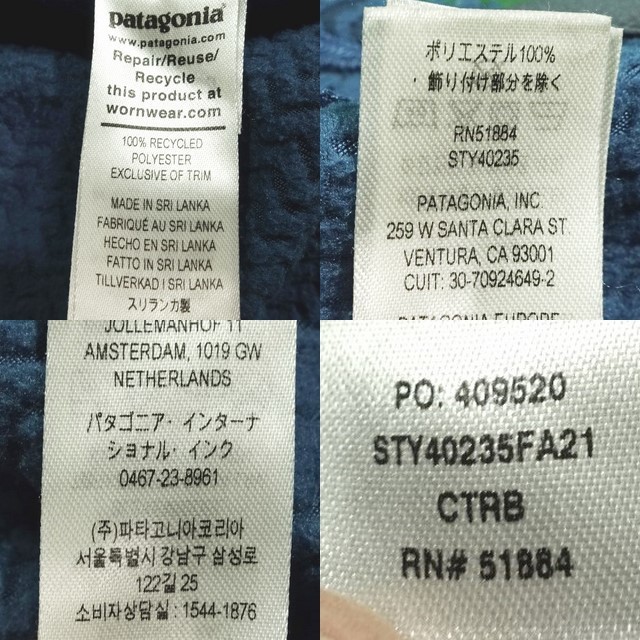 patagonia®
www.patagonia.com
Repair/Reuse/
Recycle
this product at
wornwear.com
100% RECYCLED
POLYESTER
EXCLUSIVE OF TRIM
MADE IN SRI LANKA
FABRIQUÉ AU SRI LANKA
HECHO EN SRI LANKA
FATTO IN SRI LANKA
TILLVERKAD I SRI LANKA
スリランカ製
ポリエステル100%
・飾り付け部分を除く
RN51884
STY40235
PATAGONIA, INC.
259 W SANTA CLARA ST
VENTURA, CA 93001
CUIT: 30-70924649-2
PATAGONIA EUROPE
JOLLEMANHOF 11
AMSTERDAM, 1019 GW
NETHERLANDS
パタゴニア・インターナ
ショナル・インク
0467-23-8961
(주)파타고니아코리아
서울특별시 강남구 삼성로
122길 25
소비자상담실 : 1544-1876
PO: 409520
STY40235FA21
CTRB
RN# 51884